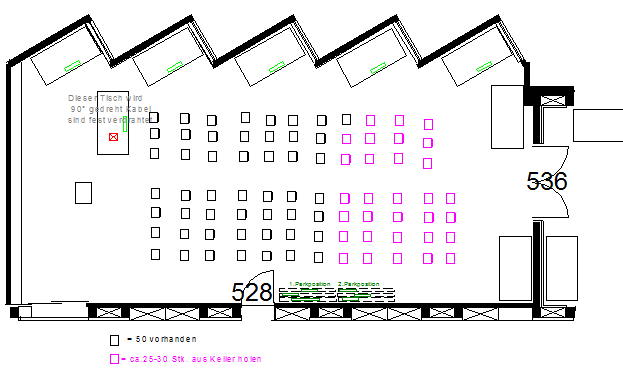 Dieser Tisch wird
90° gedreht Kabel
sind fest verdrahtet
536
528
1.Parkposition
2.Parkposition
= 50 vorhanden
= ca.25-30 Stk. aus Keller holen